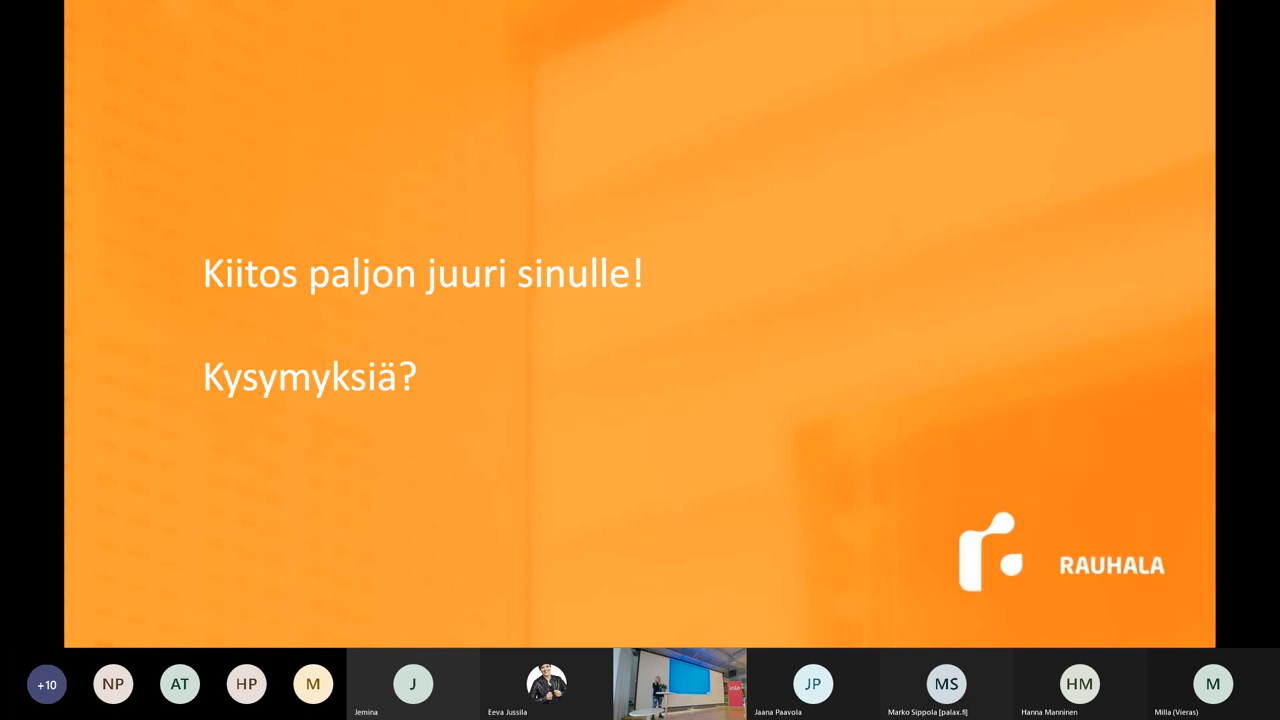 Kiitos paljon juuri sinulle!
Kysymyksiä?
RAUHALA
+10
NP
AT
HP
M
J
Jemina
Eeva Jussila
JP
Jaana Paavola
MS
Marko Sippola [palax.fi]
HM
Hanna Manninen
M
Milla (Vieras)